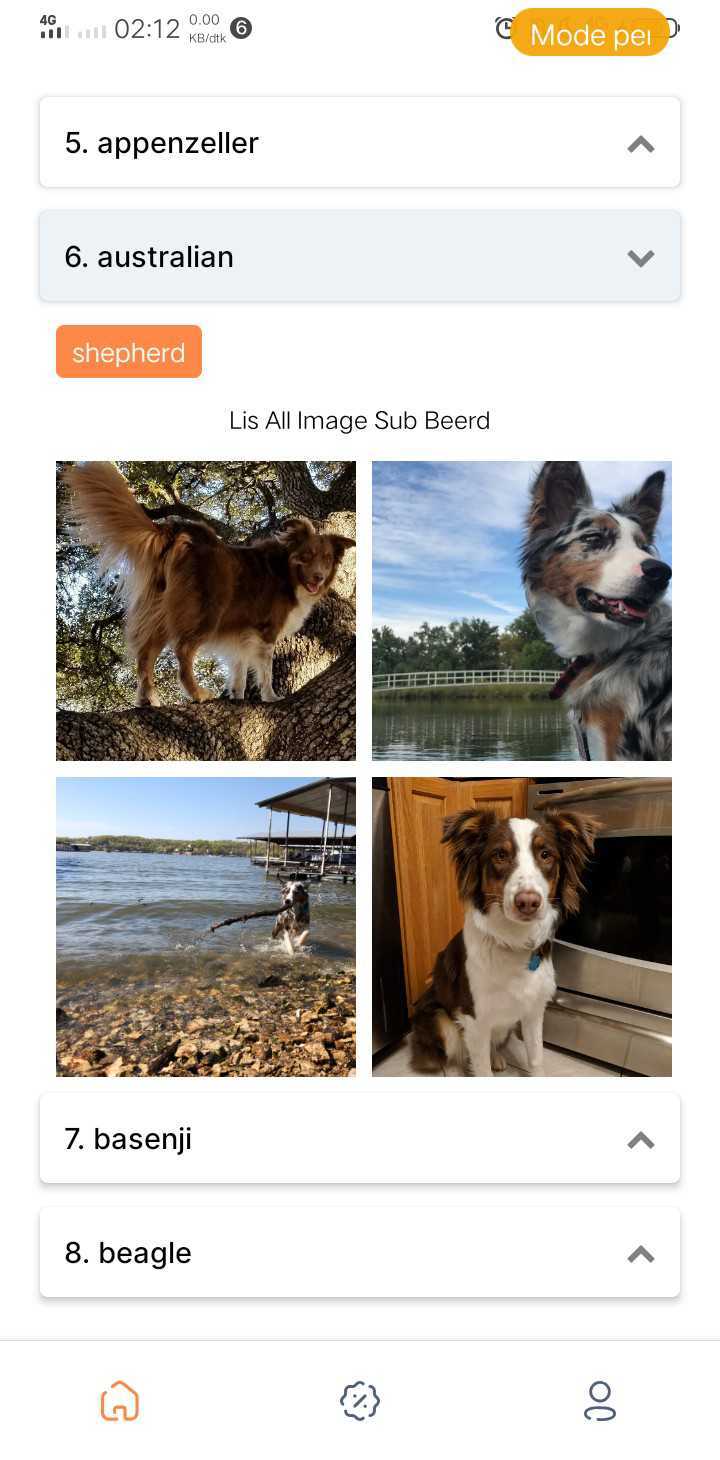 4G
02:12
0.00
KB/dtk
6
Mode per
5. appenzeller
6. australian
shepherd
Lis All Image Sub Beerd
7. basenji
8. beagle